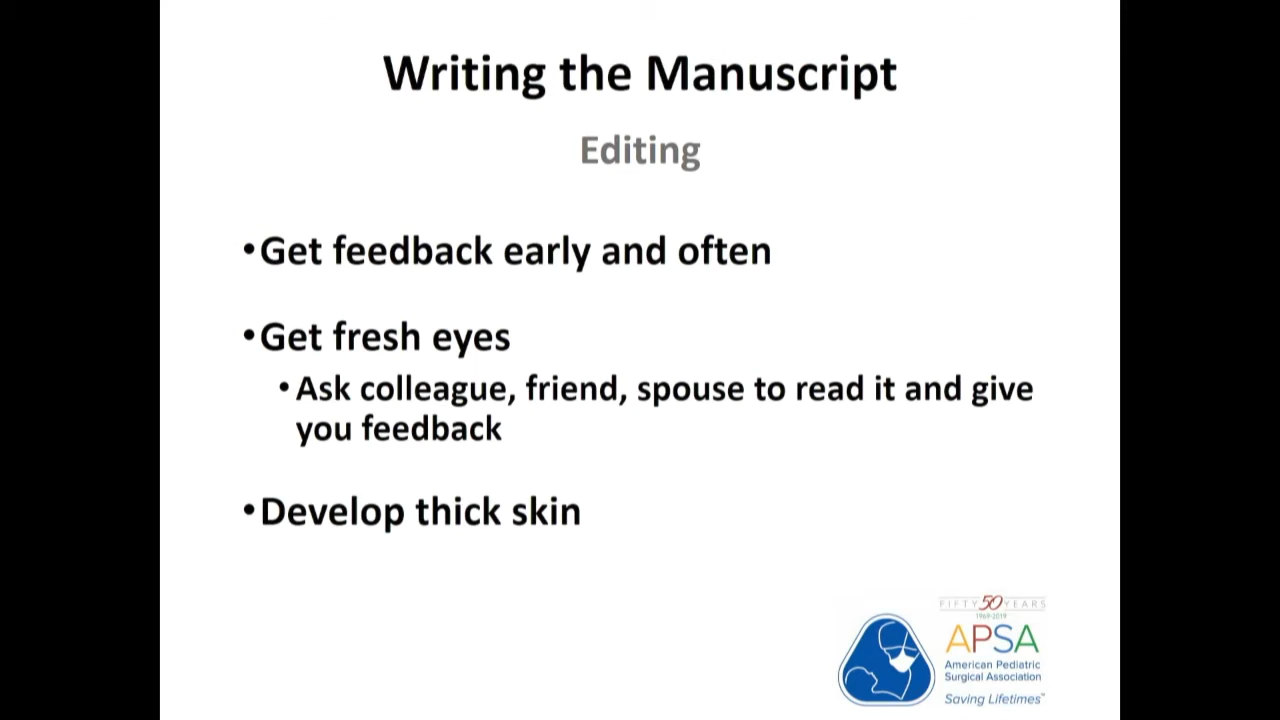 Writing the Manuscript
Editing
•Get feedback early and often
•Get fresh eyes
•Ask colleague, friend, spouse to read it and give
you feedback
•Develop thick skin
FIFTY 50 YEARS
1969-2019
APSA
American Pediatric
Surgical Association
Saving Lifetimes™